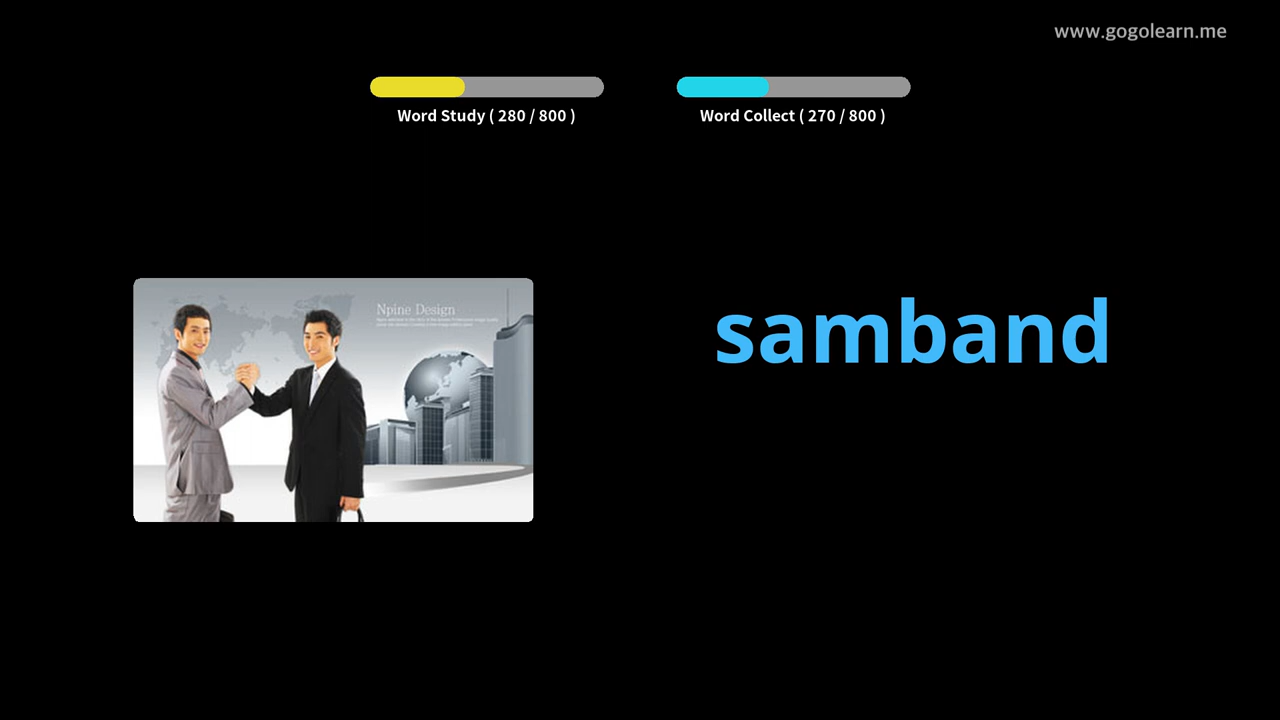 www.gogolearn.me
Word Study ( 280 / 800 )
Word Collect ( 270 / 800 )
Npine Design
samband